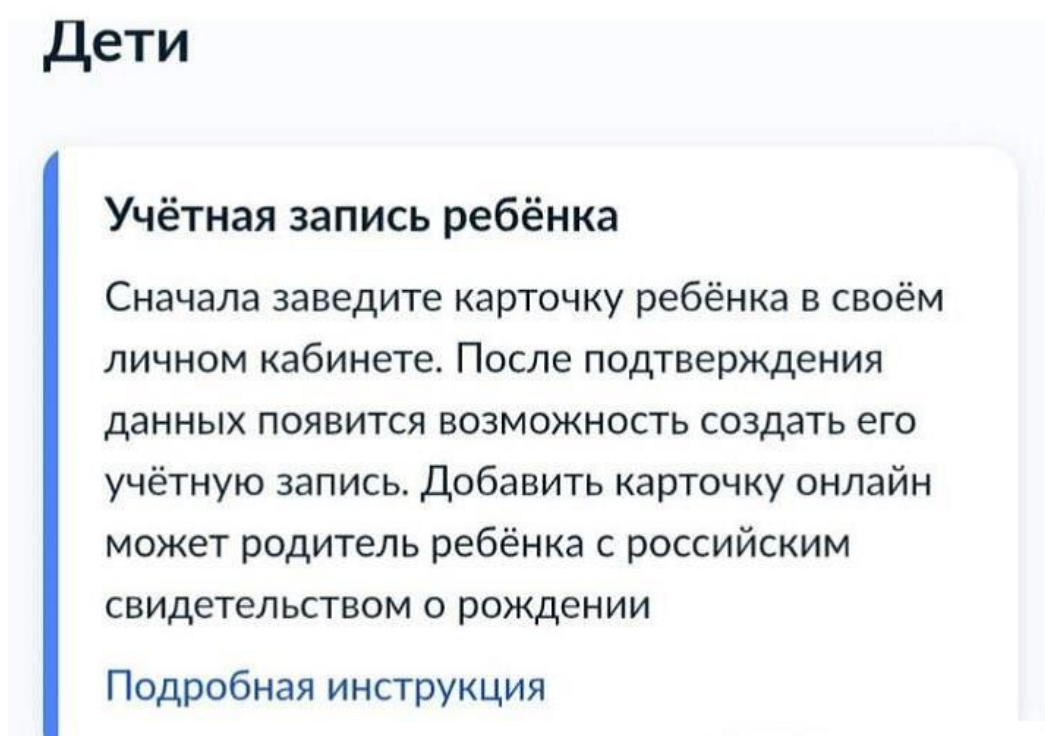 Дети
Учётная запись ребёнка
Сначала заведите карточку ребёнка в своём
личном кабинете. После подтверждения
данных появится возможность создать его
учётную запись. Добавить карточку онлайн
может родитель ребёнка с российским
свидетельством о рождении
Подробная инструкция